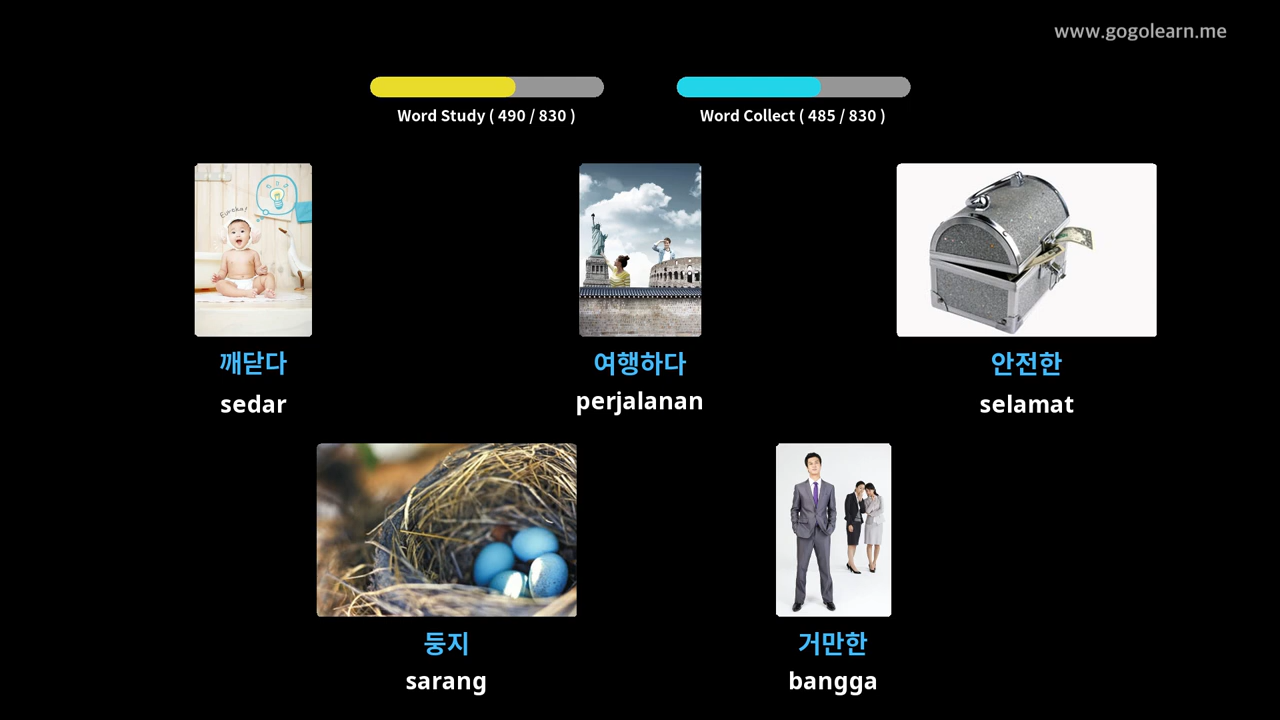 www.gogolearn.me
Word Study ( 490 / 830 )
Word Collect ( 485 / 830 )
Eureka!
깨닫다
sedar
여행하다
perjalanan
안전한
selamat
둥지
sarang
거만한
bangga